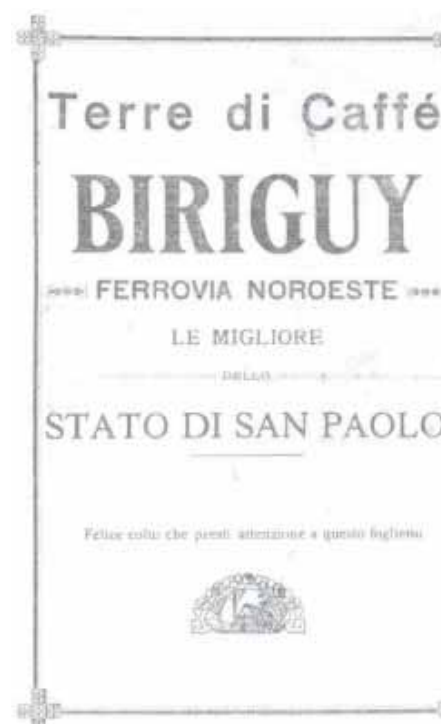 Terre di Caffé
BIRIGUY
FERROVIA NOROESTE
LE MIGLIORE
DELLO
STATO DI SAN PAOLO
Felice colui che presti attenzione a questo foglietto